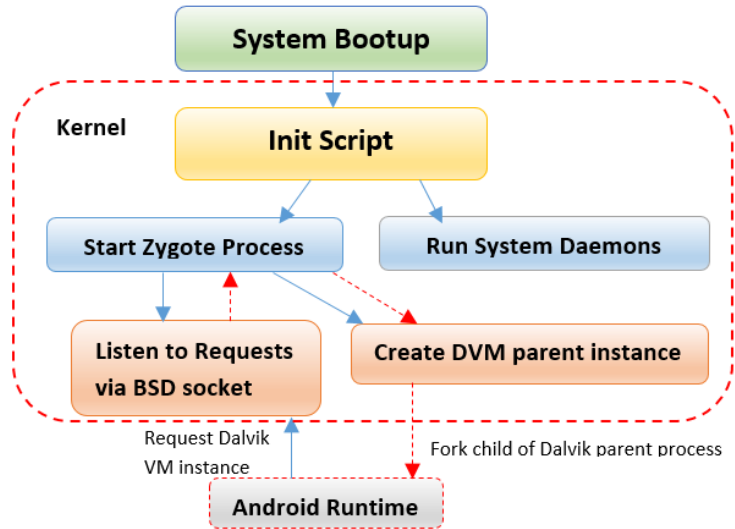 System Bootup
Kernel
Init Script
Start Zygote Process
Run System Daemons
Listen to Requests
via BSD socket
Create DVM parent instance
Request Dalvik
VM instance
Fork child of Dalvik parent process
Android Runtime